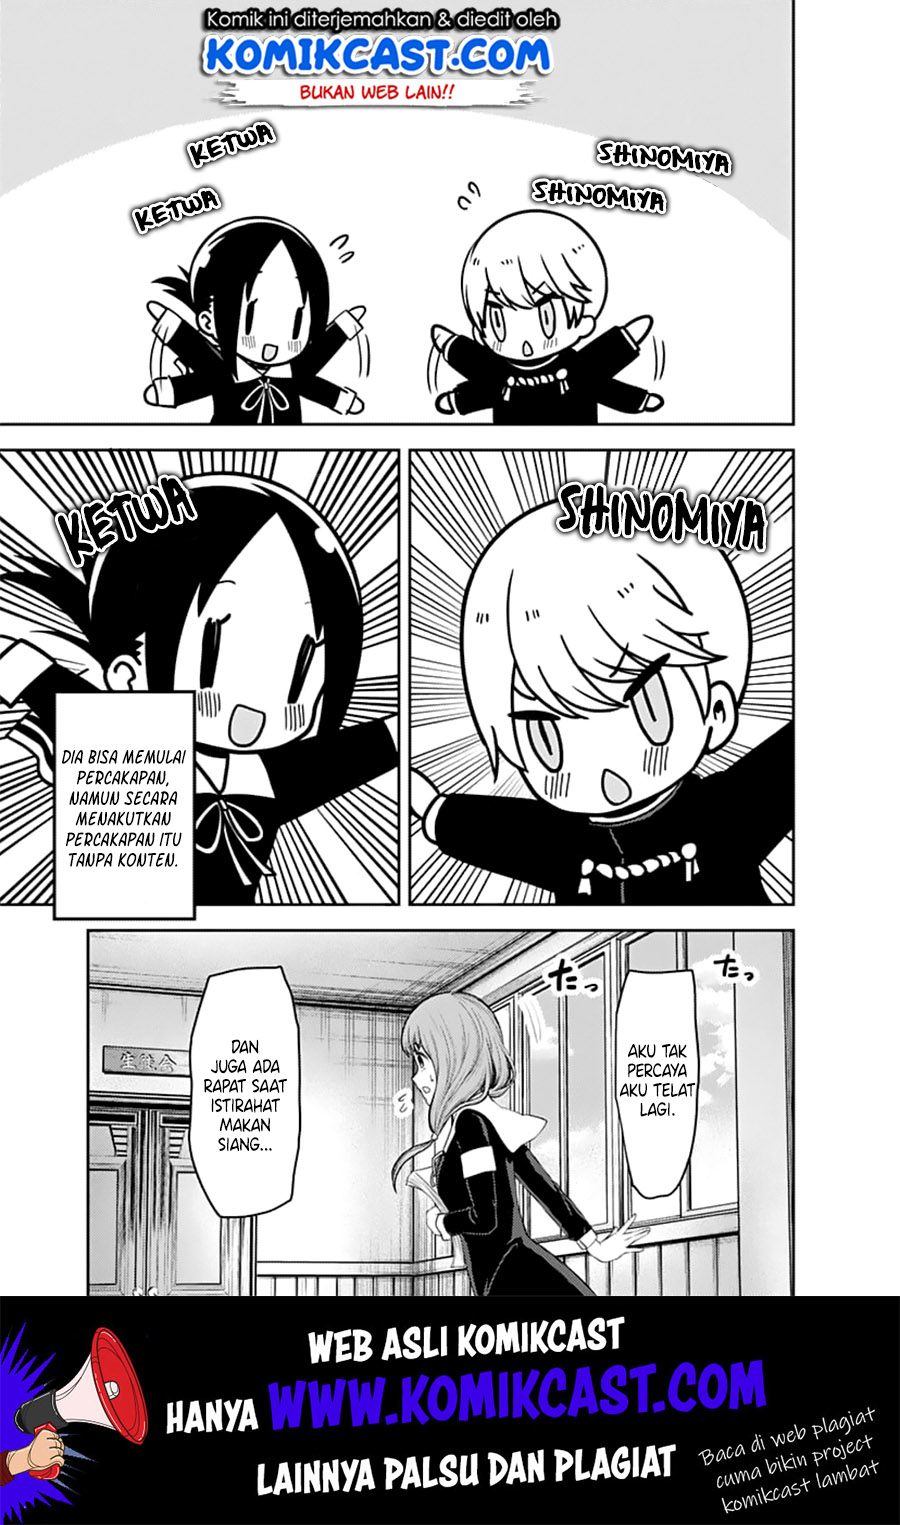 Komik ini diterjemahkan & diedit oleh
KOMIKCAST.COM
BUKAN WEB LAIN!!
KETWA
KETWA
SHINOMIYA
SHINOMIYA
KETWA
SHINOMIYA
DIA BISA MEMULAI
PERCAKAPAN,
NAMUN SECARA
MENAKUTKAN
PERCAKAPAN ITU
TANPA KONTEN.
たっ
たっ
AKU TAK
PERCAYA
AKU TELAT
LAGI.
DAN
JUGA ADA
RAPAT SAAT
ISTIRAHAT
MAKAN
SIANG...
生徒会
WEB ASLI KOMIKCAST
HANYA WWW.KOMIKCAST.COM
LAINNYA PALSU DAN PLAGIAT
Baca di web plagiat
cuma bikin project
komikcast lambat